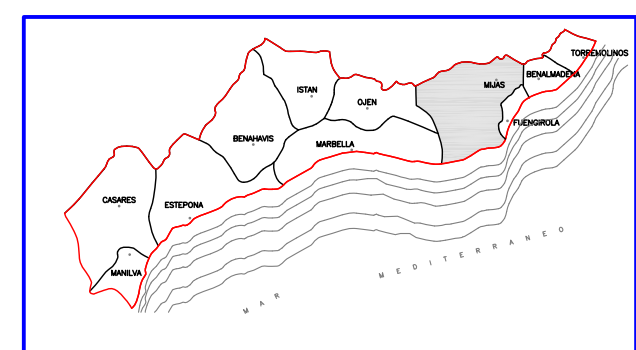 TORREMOLINOS
BENALMADENA
MIJAS
ISTAN
OJEN
FUENGIROLA
BENAHAVIS
MARBELLA
CASARES
ESTEPONA
MANILVA
MAR MEDITERRANEO